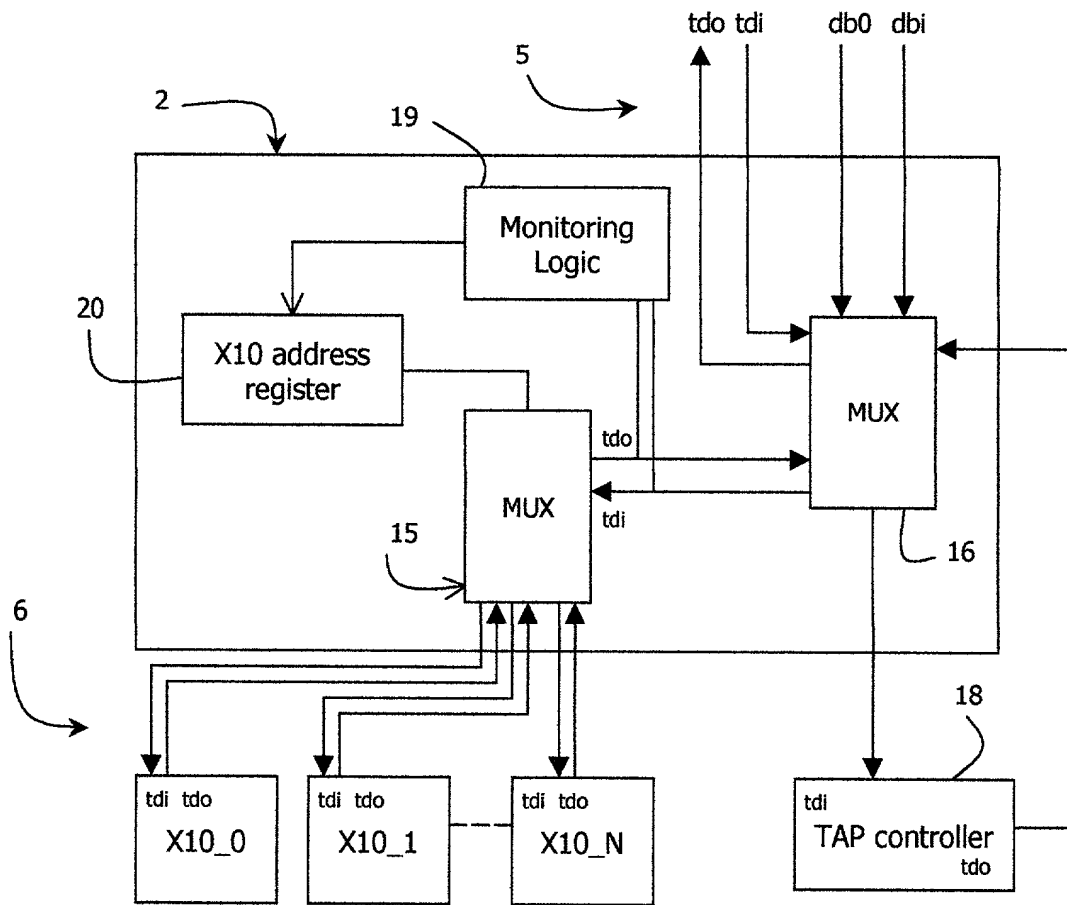 tdo tdi db0 dbi
5
2
19
Monitoring
Logic
20
X10 address
register
MUX
tdo
MUX
tdi
15
16
6
18
tdi tdo
X10_0
tdi tdo
X10_1
tdi tdo
X10_N
tdi
TAP controller
tdo